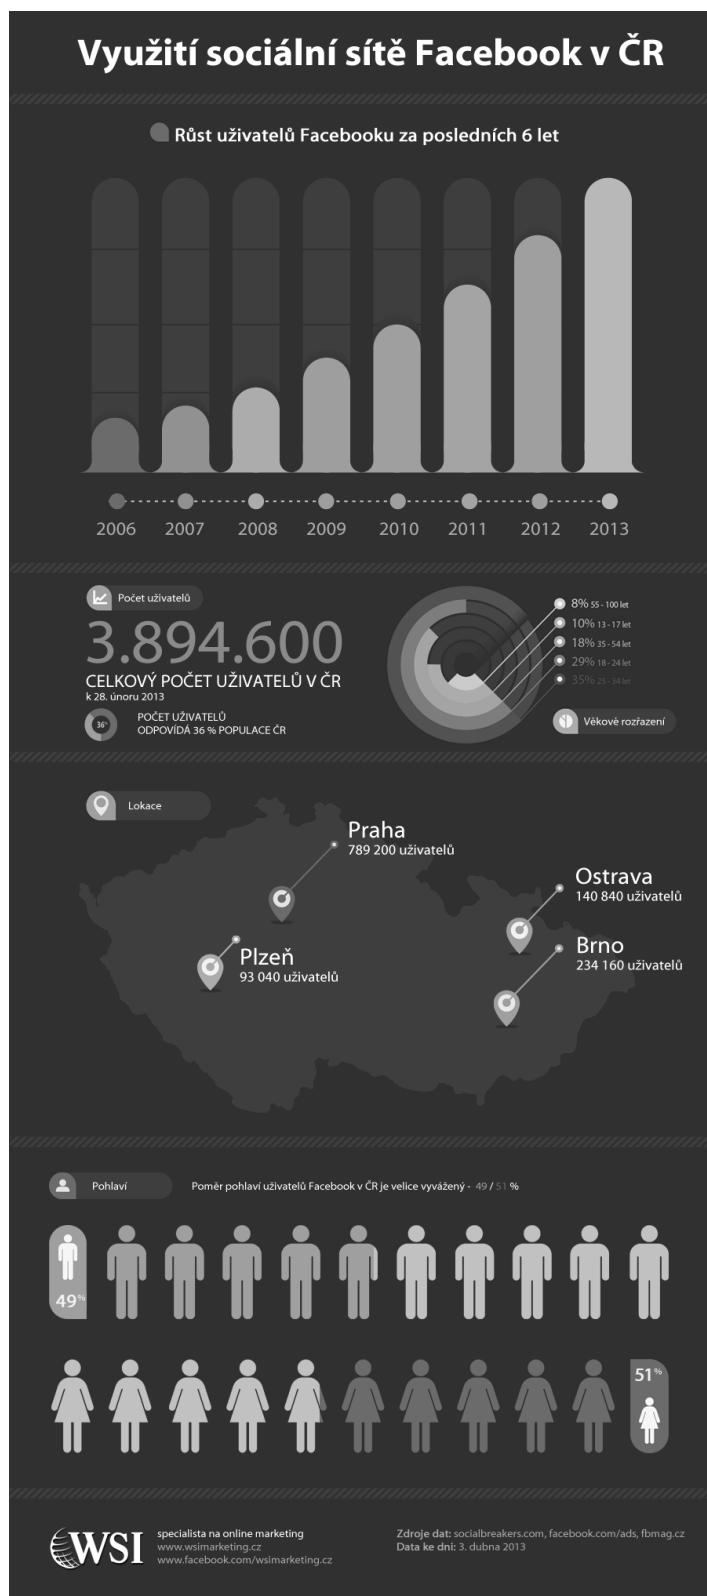 Využití sociální sítě Facebook v ČR
Růst uživatelů Facebooku za posledních 6 let
2006 2007 2008 2009 2010 2011 2012 2013
Počet uživatelů
3.894.600
CELKOVÝ POČET UŽIVATELŮ V ČR
k 28. únoru 2013
36%
POČET UŽIVATELŮ
ODPOVÍDÁ 36 % POPULACE ČR
8% 55 - 100 let
10% 13 - 17 let
18% 35 - 54 let
29% 18 - 24 let
35% 25 - 34 let
Věkové rozřazení
Lokace
Praha
789 200 uživatelů
Ostrava
140 840 uživatelů
Brno
234 160 uživatelů
Plzeň
93 040 uživatelů
Pohlaví
Poměr pohlaví uživatelů Facebook v ČR je velice vyvážený - 49 / 51 %
49%
51%
WSI
specialista na online marketing
www.wsimarketing.cz
www.facebook.com/wsimarketing.cz
Zdroje dat: socialbreakers.com, facebook.com/ads, fbmag.cz
Data ke dni: 3. dubna 2013